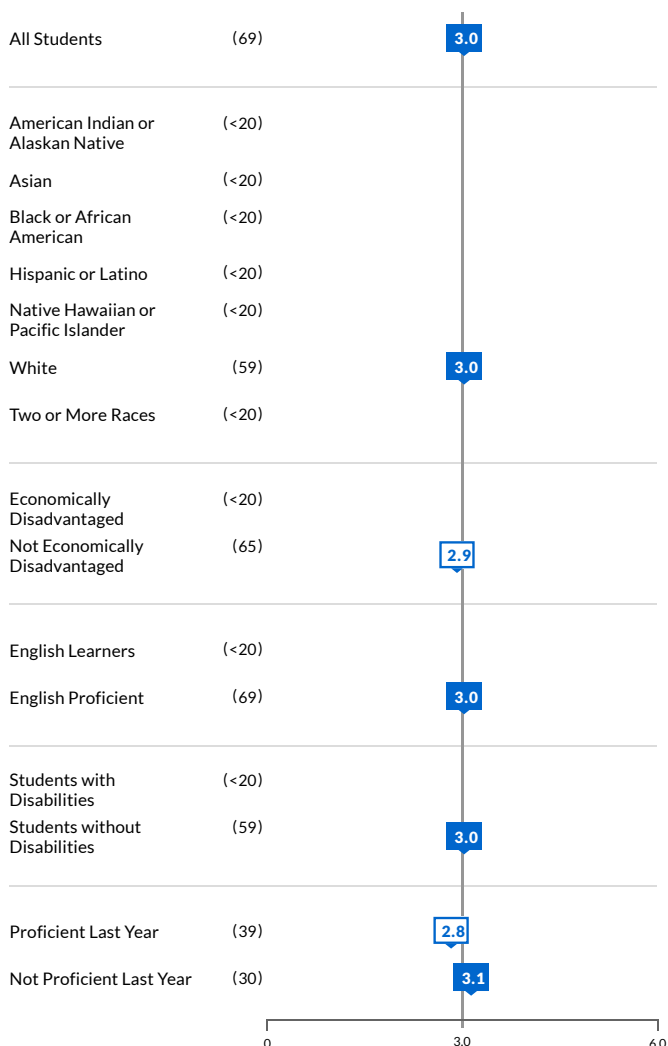 All Students (69) 3.0
American Indian or (<20)
Alaskan Native
Asian (<20)
Black or African (<20)
American
Hispanic or Latino (<20)
Native Hawaiian or (<20)
Pacific Islander
White (59) 3.0
Two or More Races (<20)
Economically (<20)
Disadvantaged
Not Economically (65) 2.9
Disadvantaged
English Learners (<20)
English Proficient (69) 3.0
Students with (<20)
Disabilities
Students without (59) 3.0
Disabilities
Proficient Last Year (39) 2.8
Not Proficient Last Year (30) 3.1
0 3.0 6.0